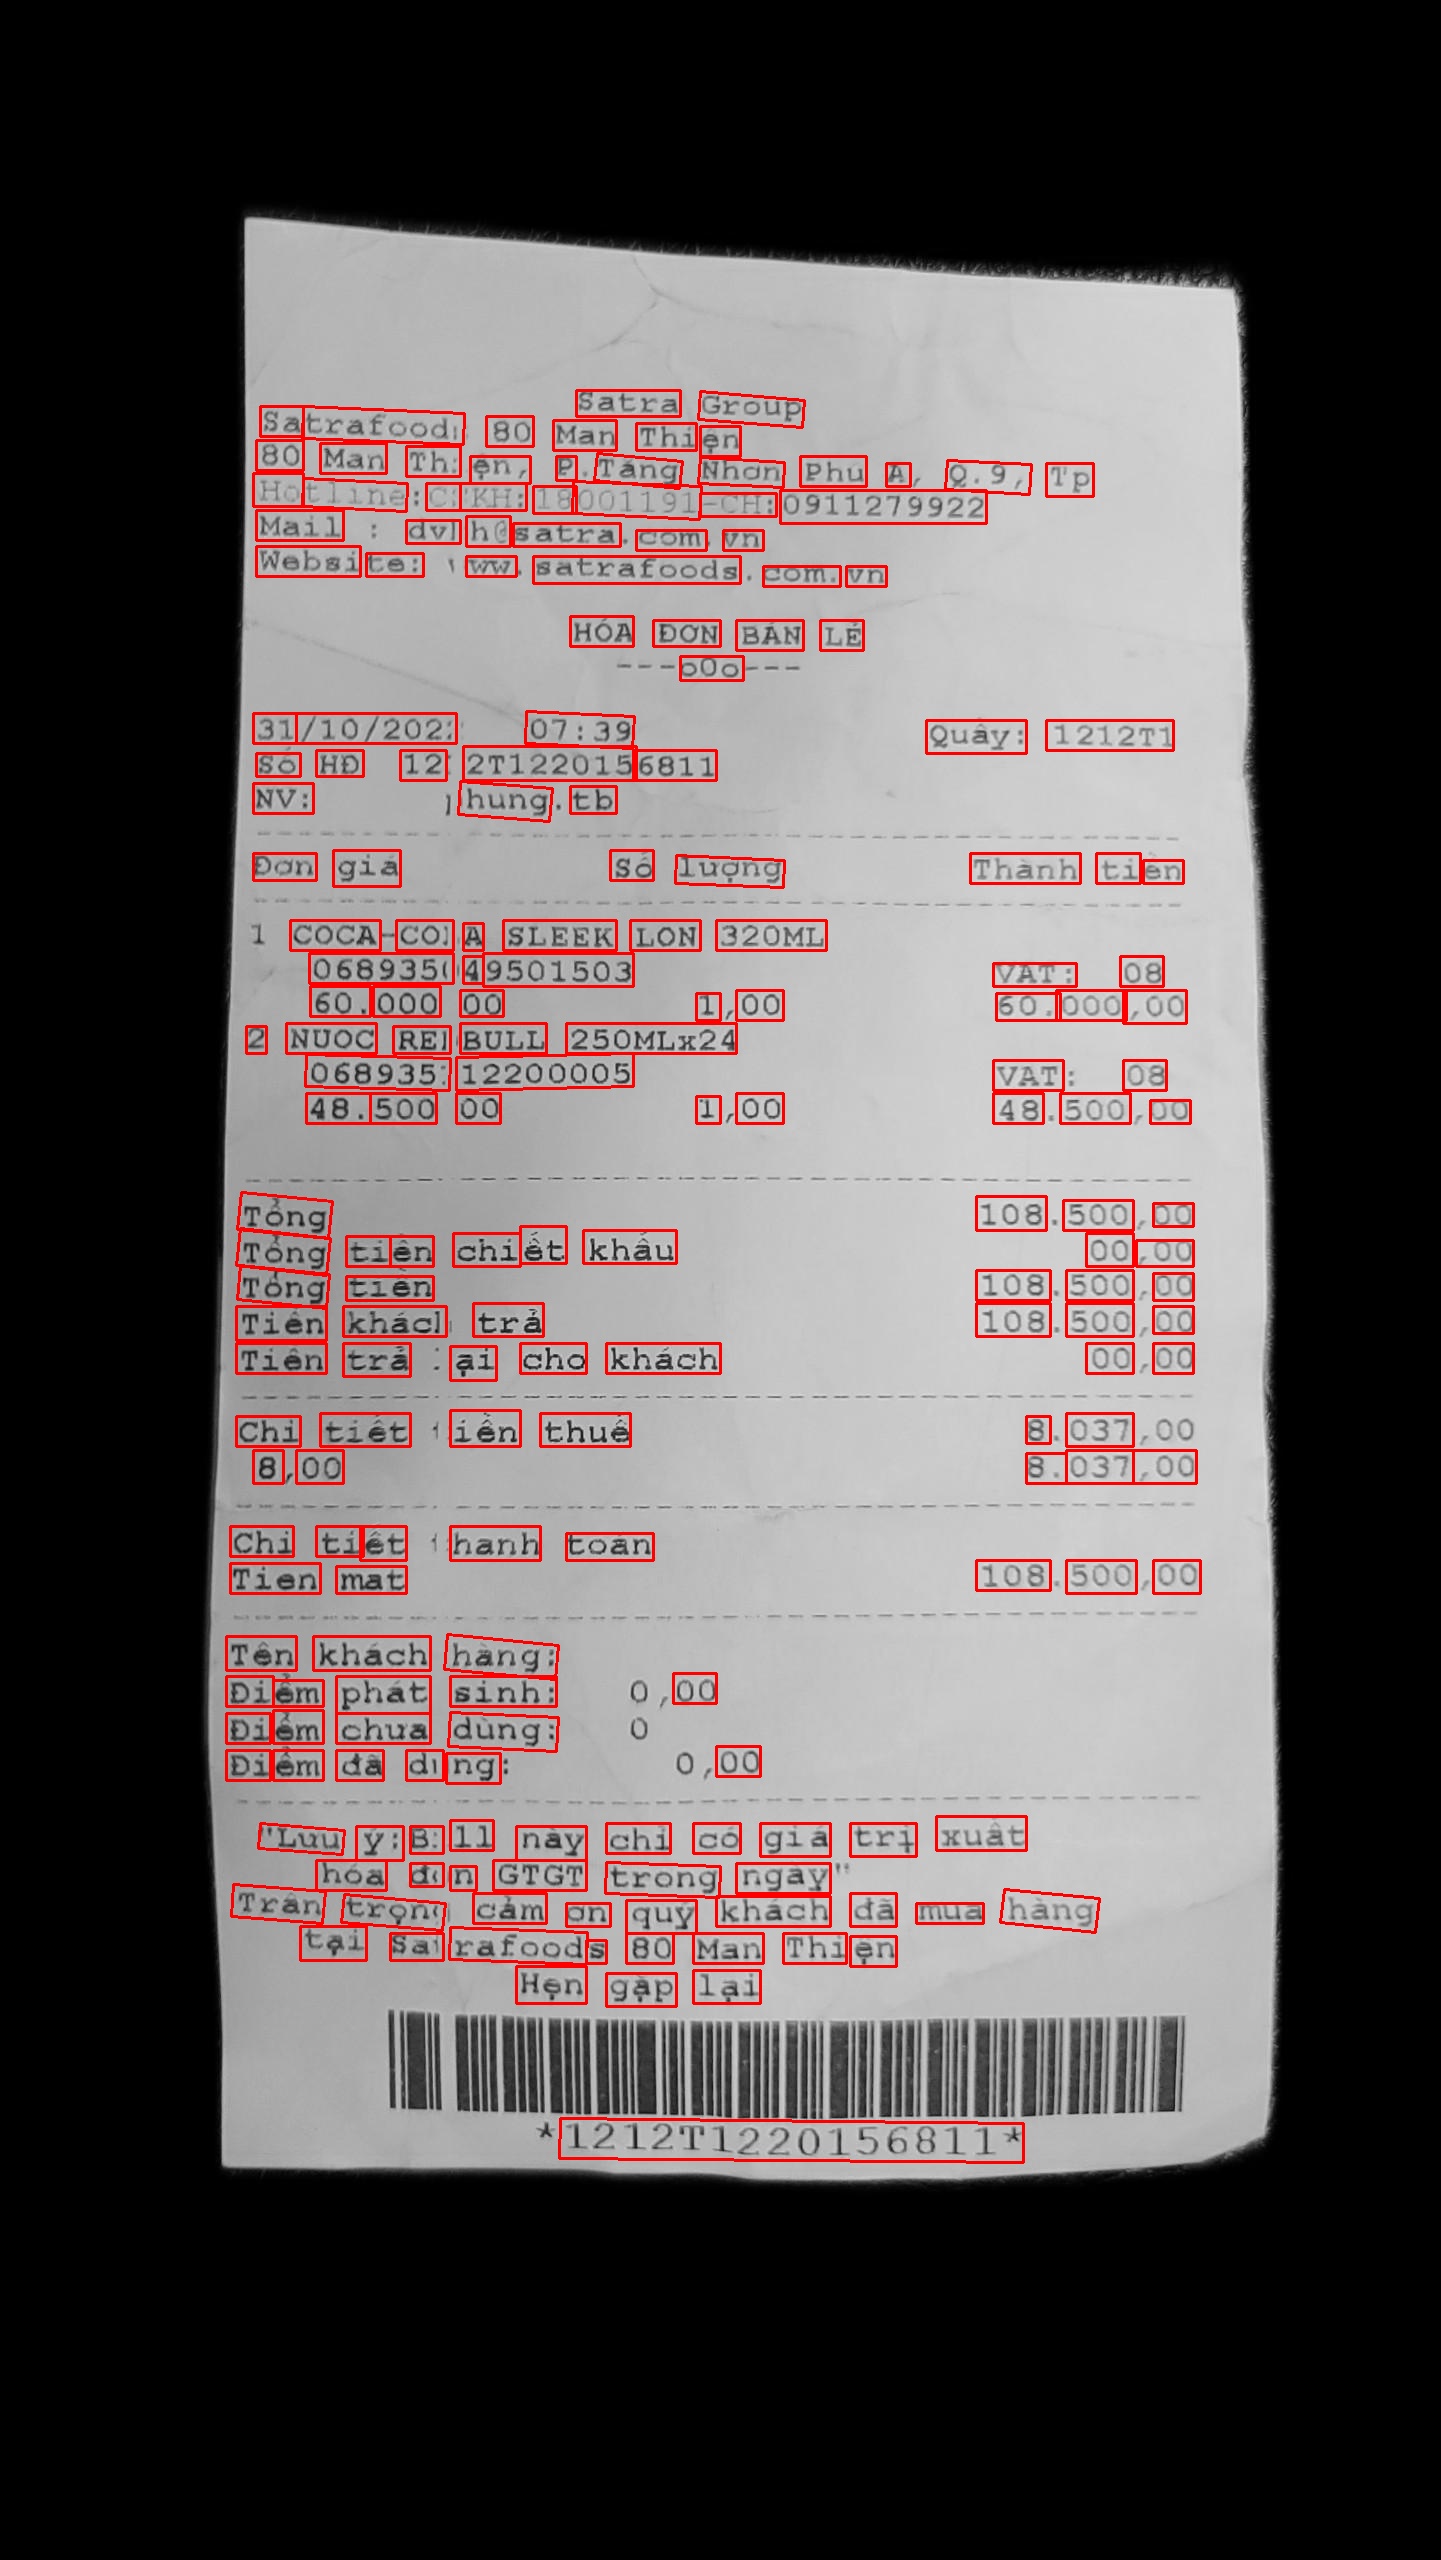 Satra Group
Satrafood 80 Man Thiện
80 Man Thiện, P.Tăng Nhơn Phú A, Q.9, Tp
Hotline:CSKH:18001191-CH:0911279922
Mail : dvkh@satra.com.vn
Website: www.satrafoods.com.vn
HÓA ĐƠN BÁN LẺ
---oOo---
31/10/202 07:39 Quầy: 1212T1
Số HĐ 1212T1220156811
NV: hung.tb
Đơn giá Số lượng Thành tiền
1 COCA-COLA SLEEK LON 320ML
068935049501503 VAT: 08
60.000 00 1,00 60.000,00
2 NUOC RED BULL 250MLx24
068935 12200005 VAT: 08
48.500 00 1,00 48.500,00
Tổng 108.500,00
Tổng tiền chiết khấu 00,00
Tổng tiền 108.500,00
Tiền khách trả 108.500,00
Tiền trả lại cho khách 00,00
Chi tiết tiền thuế 8.037,00
8,00 8.037,00
Chi tiết thanh toán
Tien mat 108.500,00
Tên khách hàng:
Điểm phát sinh: 0,00
Điểm chưa dùng: 0
Điểm đã dùng: 0,00
"Lưu ý:Bill này chỉ có giá trị xuất
hóa đơn GTGT trong ngày"
Trân trọng cảm ơn quý khách đã mua hàng
tại Satrafoods 80 Man Thiện
Hẹn gặp lại
*1212T1220156811*